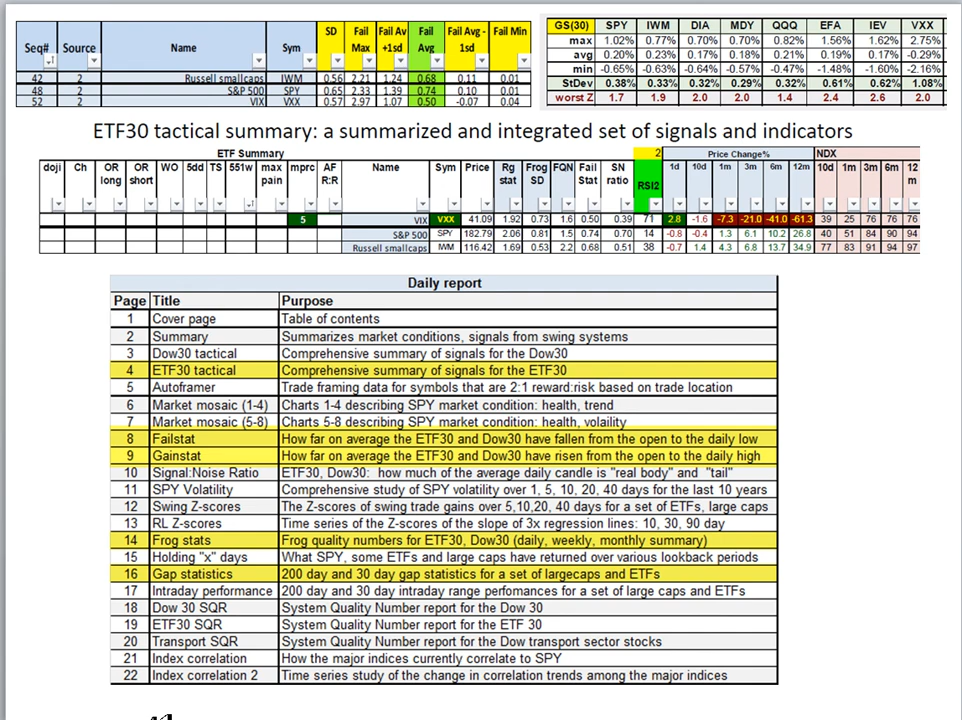 Seq# Source Name Sym SD Fail Max Fail Av +1sd Fail Avg Fail Avg - 1sd Fail Min
42 2 Russell smallcaps IWM 0.56 2.21 1.24 0.68 0.11 0.01
48 2 S&P 500 SPY 0.65 2.33 1.39 0.74 0.10 0.01
52 2 VIX VXX 0.57 2.97 1.07 0.50 -0.07 0.04
GS(30) SPY IWM DIA MDY QQQ EFA IEV VXX
max 1.02% 0.77% 0.70% 0.70% 0.82% 1.56% 1.62% 2.75%
avg 0.20% 0.23% 0.17% 0.18% 0.21% 0.19% 0.17% -0.29%
min -0.65% -0.63% -0.64% -0.57% -0.47% -1.48% -1.60% -2.16%
StDev 0.38% 0.33% 0.32% 0.29% 0.32% 0.61% 0.62% 1.08%
worst Z 1.7 1.9 2.0 2.0 1.4 2.4 2.6 2.0
ETF30 tactical summary: a summarized and integrated set of signals and indicators
ETF Summary 2 Price Change% NDX
doji Ch OR long OR short WO 5dd TS 551w max pain mprc AF R:R Name Sym Price Rg stat Frog SD FQN Fail Stat SN ratio RSI2 1d 10d 1m 3m 6m 12m 10d 1m 3m 6m 12 m
5 VIX VXX 41.09 1.92 0.73 1.6 0.50 0.39 71 2.8 -1.6 -7.3 -21.0 -41.0 -61.3 39 25 76 76 76
S&P 500 SPY 182.79 2.06 0.81 1.5 0.74 0.70 14 -0.8 -0.4 1.3 6.1 10.2 26.8 40 51 84 90 94
Russell smallcaps IWM 116.42 1.69 0.53 2.2 0.68 0.51 38 -0.7 1.4 4.3 6.8 13.7 34.9 77 83 91 94 97
Daily report
Page Title Purpose
1 Cover page Table of contents
2 Summary Summarizes market conditions, signals from swing systems
3 Dow30 tactical Comprehensive summary of signals for the Dow30
4 ETF30 tactical Comprehensive summary of signals for the ETF30
5 Autoframer Trade framing data for symbols that are 2:1 reward:risk based on trade location
6 Market mosaic (1-4) Charts 1-4 describing SPY market condition: health, trend
7 Market mosaic (5-8) Charts 5-8 describing SPY market condition: health, volaility
8 Failstat How far on average the ETF30 and Dow30 have fallen from the open to the daily low
9 Gainstat How far on average the ETF30 and Dow30 have risen from the open to the daily high
10 Signal:Noise Ratio ETF30, Dow30: how much of the average daily candle is "real body" and "tail"
11 SPY Volatility Comprehensive study of SPY volatility over 1, 5, 10, 20, 40 days for the last 10 years
12 Swing Z-scores The Z-scores of swing trade gains over 5,10,20, 40 days for a set of ETFs, large caps
13 RL Z-scores Time series of the Z-scores of the slope of 3x regression lines: 10, 30, 90 day
14 Frog stats Frog quality numbers for ETF30, Dow30 (daily, weekly, monthly summary)
15 Holding "x" days What SPY, some ETFs and large caps have returned over various lookback periods
16 Gap statistics 200 day and 30 day gap statistics for a set of largecaps and ETFs
17 Intraday performance 200 day and 30 day intraday range perfomances for a set of large caps and ETFs
18 Dow 30 SQR System Quality Number report for the Dow 30
19 ETF30 SQR System Quality Number report for the ETF 30
20 Transport SQR System Quality Number report for the Dow transport sector stocks
21 Index correlation How the major indices currently correlate to SPY
22 Index correlation 2 Time series study of the change in correlation trends among the major indices